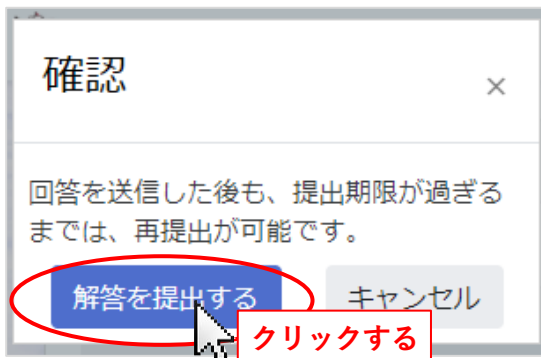 確認
×
回答を送信した後も、提出期限が過ぎる
までは、再提出が可能です。
解答を提出する キャンセル
クリックする